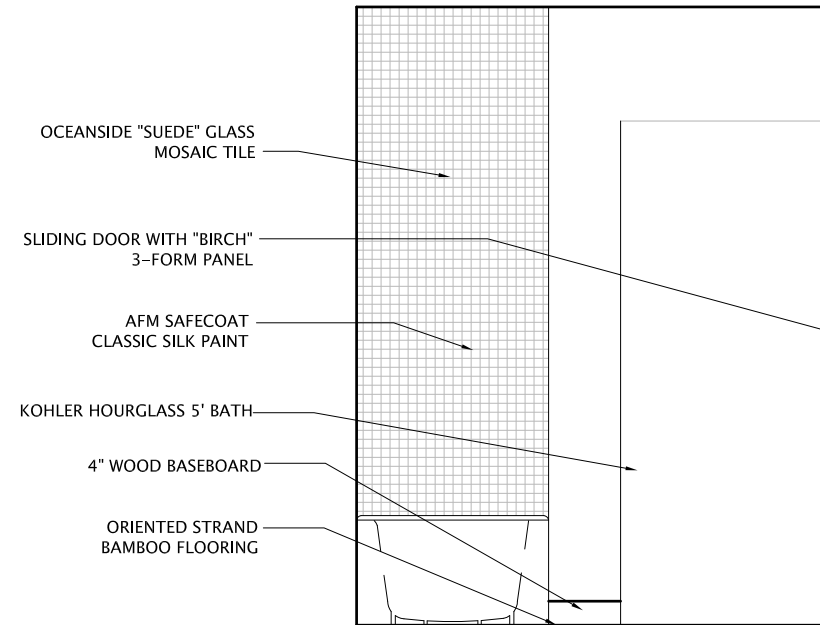 OCEANSIDE "SUEDE" GLASS
MOSAIC TILE
SLIDING DOOR WITH "BIRCH"
3-FORM PANEL
AFM SAFECOAT
CLASSIC SILK PAINT
KOHLER HOURGLASS 5' BATH
4" WOOD BASEBOARD
ORIENTED STRAND
BAMBOO FLOORING